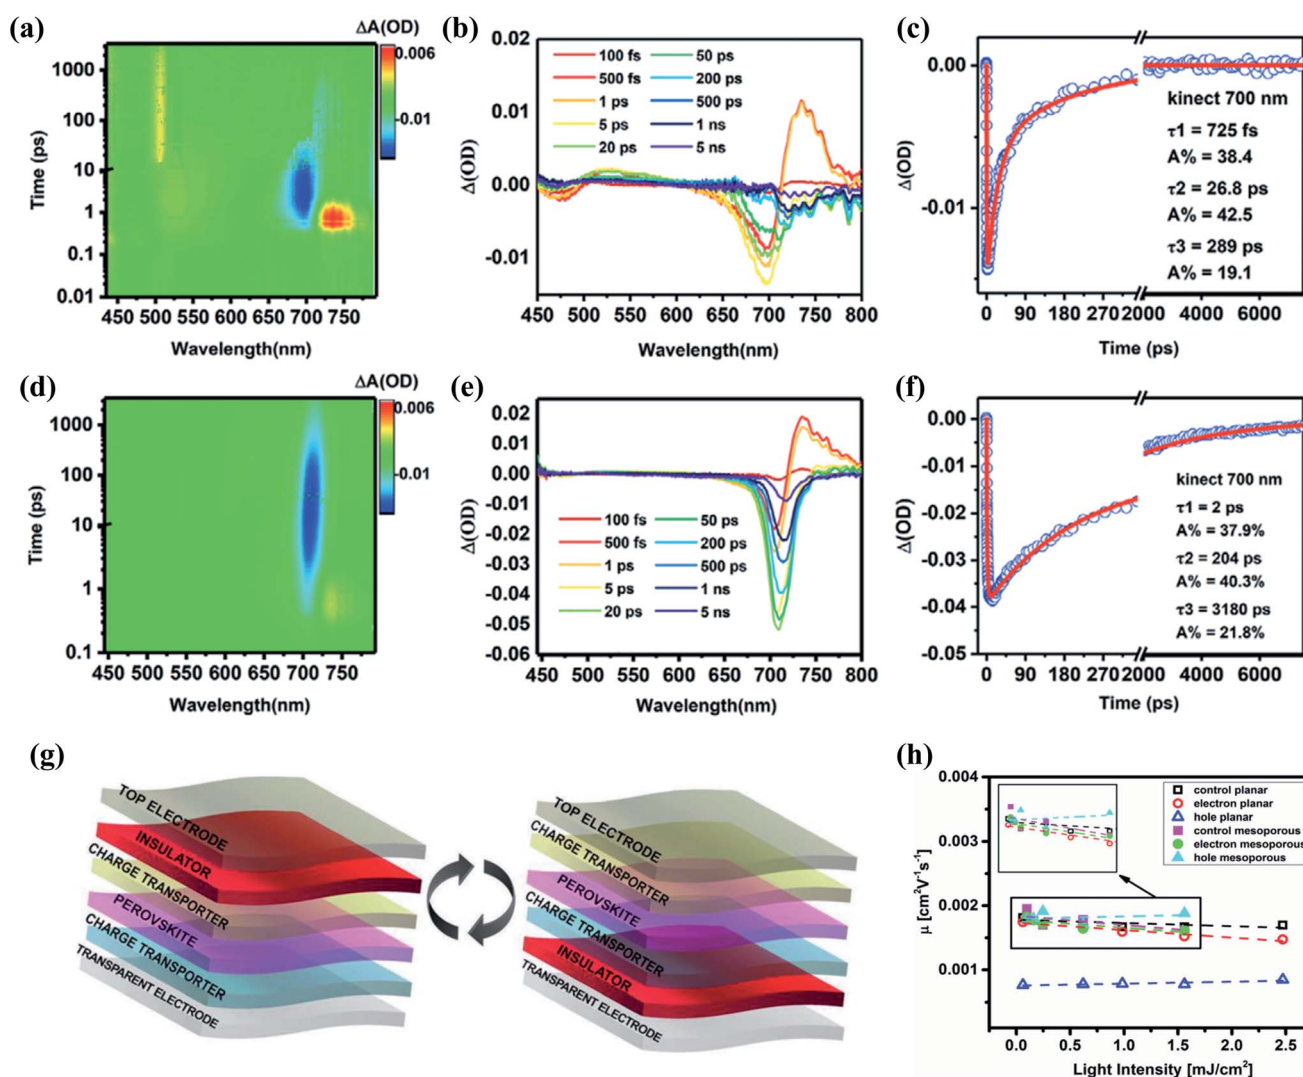 (a)
ΔA(OD)
0.006
-0.01
1000
100
10
1
0.1
0.01
Time (ps)
450 500 550 600 650 700 750
Wavelength(nm)
(b)
0.02
0.01
0.00
-0.01
Δ(OD)
100 fs 50 ps
500 fs 200 ps
1 ps 500 ps
5 ps 1 ns
20 ps 5 ns
450 500 550 600 650 700 750 800
Wavelength(nm)
(c)
0.00
-0.01
Δ(OD)
kinect 700 nm
τ1 = 725 fs
A% = 38.4
τ2 = 26.8 ps
A% = 42.5
τ3 = 289 ps
A% = 19.1
0 90 180 270 4000 6000
Time (ps)
(d)
ΔA(OD)
0.006
-0.01
1000
100
10
1
0.1
Time (ps)
450 500 550 600 650 700 750
Wavelength(nm)
(e)
0.02
0.01
0.00
-0.01
-0.02
-0.03
-0.04
-0.05
-0.06
Δ(OD)
100 fs 50 ps
500 fs 200 ps
1 ps 500 ps
5 ps 1 ns
20 ps 5 ns
450 500 550 600 650 700 750 800
Wavelength(nm)
(f)
0.00
-0.01
-0.02
-0.03
-0.04
-0.05
Δ(OD)
kinect 700 nm
τ1 = 2 ps
A% = 37.9%
τ2 = 204 ps
A% = 40.3%
τ3 = 3180 ps
A% = 21.8%
0 90 180 270 4000 6000
Time (ps)
(g)
TOP ELECTRODE
INSULATOR
CHARGE TRANSPORTER
PEROVSKITE
CHARGE TRANSPORTER
TRANSPARENT ELECTRODE
TOP ELECTRODE
CHARGE TRANSPORTER
PEROVSKITE
CHARGE TRANSPORTER
INSULATOR
TRANSPARENT ELECTRODE
(h)
0.004
0.003
0.002
0.001
μ [cm²V⁻¹s⁻¹]
control planar
electron planar
hole planar
control mesoporous
electron mesoporous
hole mesoporous
0.0 0.5 1.0 1.5 2.0 2.5
Light Intensity [mJ/cm²]